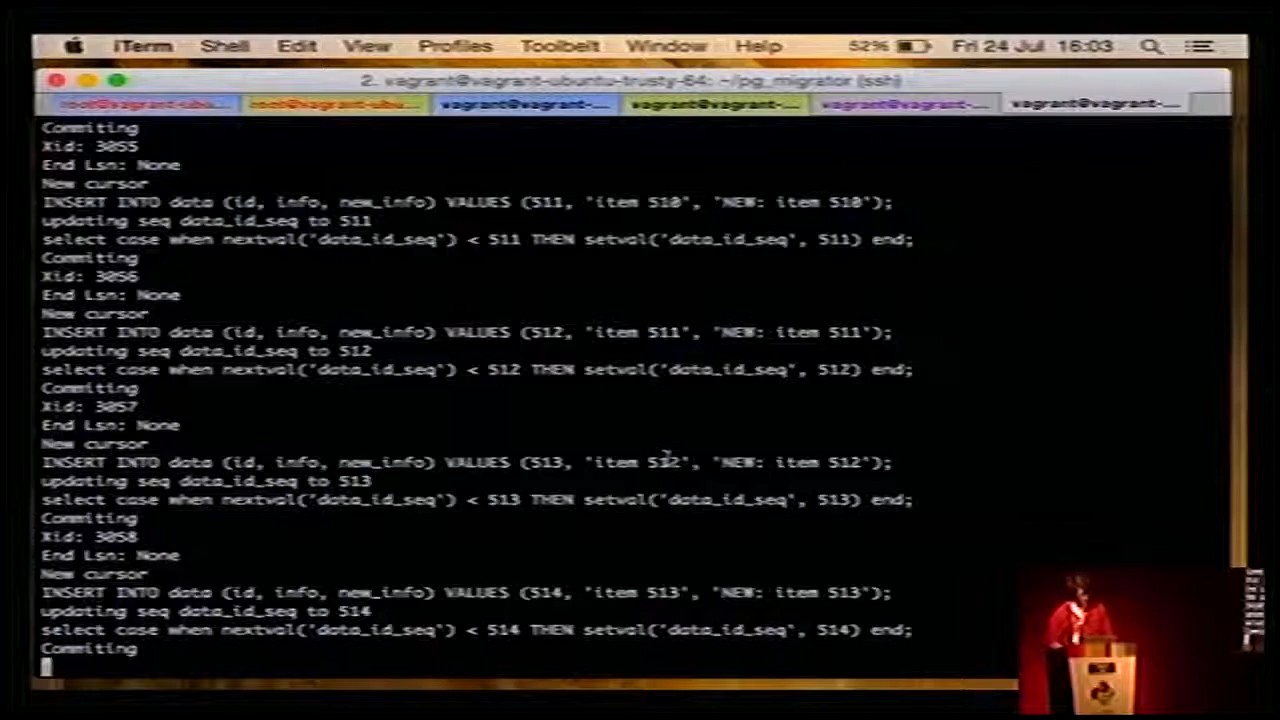 iTerm Shell Edit View Profiles Toolbelt Window Help 52% Fri 24 Jul 16:03
2. vagrant@vagrant-ubuntu-trusty-64: ~/pg_migrator (ssh)
root@vagrant-ubu... root@vagrant-ubu... vagrant@vagrant-... vagrant@vagrant-... vagrant@vagrant-... vagrant@vagrant-...
Commiting
Xid: 3055
End Lsn: None
New cursor
INSERT INTO data (id, info, new_info) VALUES (511, 'item 510', 'NEW: item 510');
updating seq data_id_seq to 511
select case when nextval('data_id_seq') < 511 THEN setval('data_id_seq', 511) end;
Commiting
Xid: 3056
End Lsn: None
New cursor
INSERT INTO data (id, info, new_info) VALUES (512, 'item 511', 'NEW: item 511');
updating seq data_id_seq to 512
select case when nextval('data_id_seq') < 512 THEN setval('data_id_seq', 512) end;
Commiting
Xid: 3057
End Lsn: None
New cursor
INSERT INTO data (id, info, new_info) VALUES (513, 'item 512', 'NEW: item 512');
updating seq data_id_seq to 513
select case when nextval('data_id_seq') < 513 THEN setval('data_id_seq', 513) end;
Commiting
Xid: 3058
End Lsn: None
New cursor
INSERT INTO data (id, info, new_info) VALUES (514, 'item 513', 'NEW: item 513');
updating seq data_id_seq to 514
select case when nextval('data_id_seq') < 514 THEN setval('data_id_seq', 514) end;
Commiting